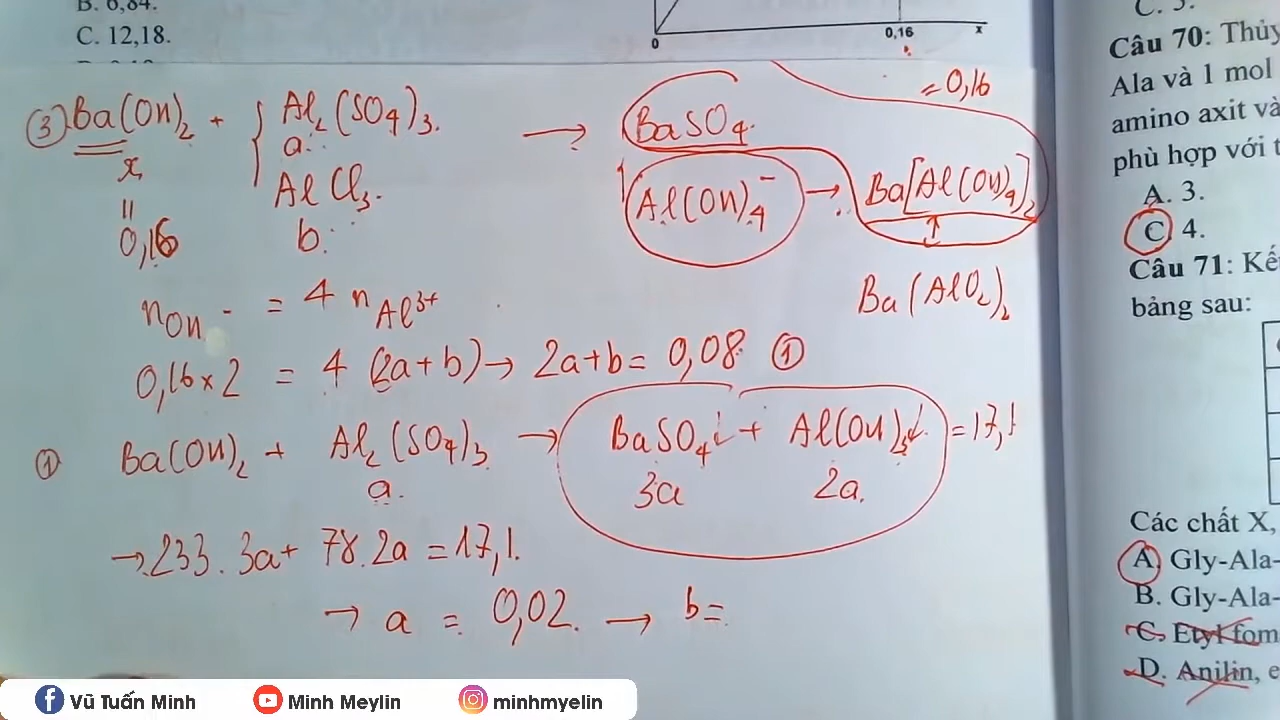 B. 6,84.
C. 12,18.
0
0,16
x
= 0,16
③ Ba(OH)₂ + Al₂(SO₄)₃. → BaSO₄.
x
a
AlCl₃.
Al(OH)₄⁻ → Ba[Al(OH)₄]₂
=
0,16
b
Ba(AlO₂)₂
nOH⁻ = 4 nAl³⁺
0,16 × 2 = 4 (2a + b) → 2a + b = 0,08 ①
① Ba(OH)₂ + Al₂(SO₄)₃ → BaSO₄↓ + Al(OH)₃↓ = 17,1
a.
3a
2a.
→ 233. 3a + 78. 2a = 17,1.
→ a = 0,02. → b =
C. 5.
Câu 70: Thủy
Ala và 1 mol
amino axit và
phù hợp với t
A. 3.
C. 4.
Câu 71: Kế
bảng sau:
Các chất X,
A. Gly-Ala-
B. Gly-Ala-
C. Etyl fom
D. Anilin, e
Vũ Tuấn Minh
Minh Meylin
minhmyelin